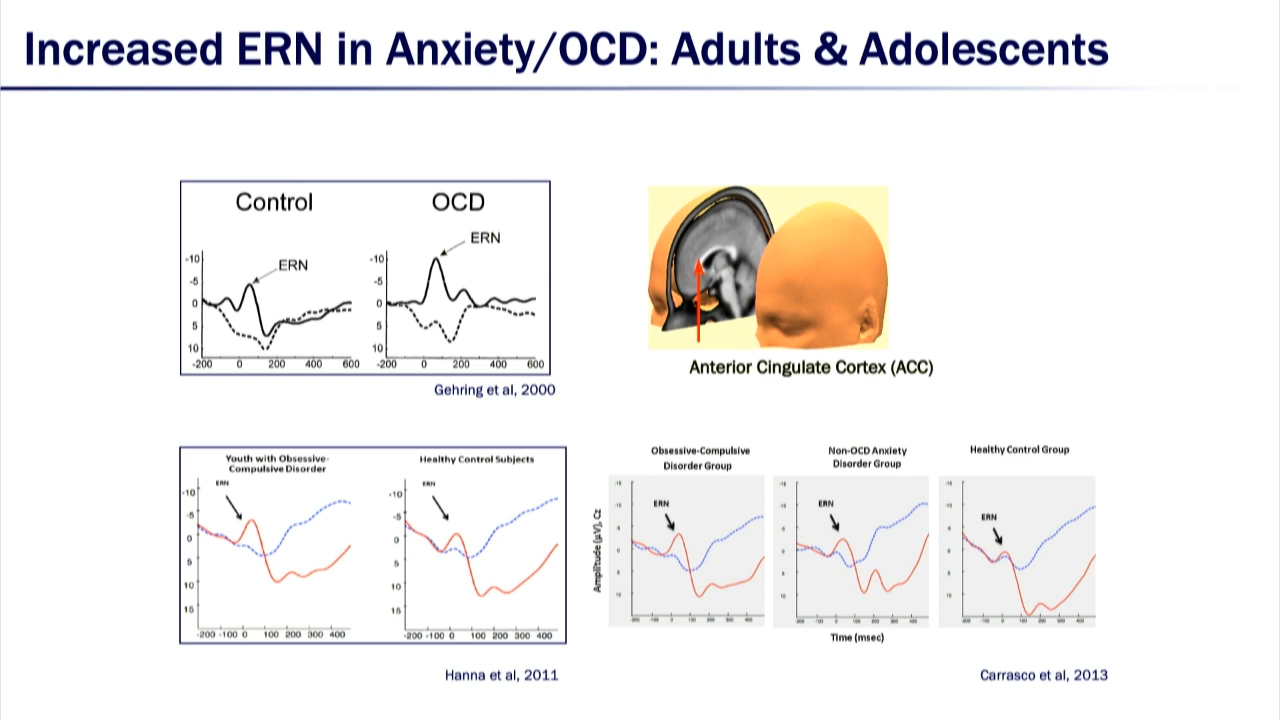 Increased ERN in Anxiety/OCD: Adults & Adolescents
Control
OCD
ERN
ERN
-10
-5
0
5
10
-200 0 200 400 600
-10
-5
0
5
10
-200 0 200 400 600
Gehring et al, 2000
Anterior Cingulate Cortex (ACC)
Youth with Obsessive-
Compulsive Disorder
Healthy Control Subjects
ERN
ERN
-10
-5
0
5
10
15
-200 -100 0 100 200 300 400
-10
-5
0
5
10
15
-200 -100 0 100 200 300 400
Hanna et al, 2011
Obsessive-Compulsive
Disorder Group
Non-OCD Anxiety
Disorder Group
Healthy Control Group
ERN
ERN
ERN
Amplitude (µV), Cz
Time (msec)
Carrasco et al, 2013